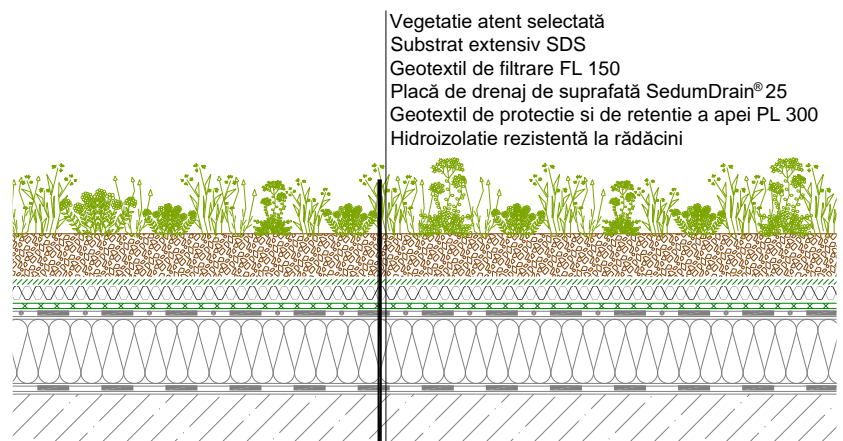 Vegetatie atent selectată
Substrat extensiv SDS
Geotextil de filtrare FL 150
Placă de drenaj de suprafată SedumDrain® 25
Geotextil de protectie si de retentie a apei PL 300
Hidroizolatie rezistentă la rădăcini